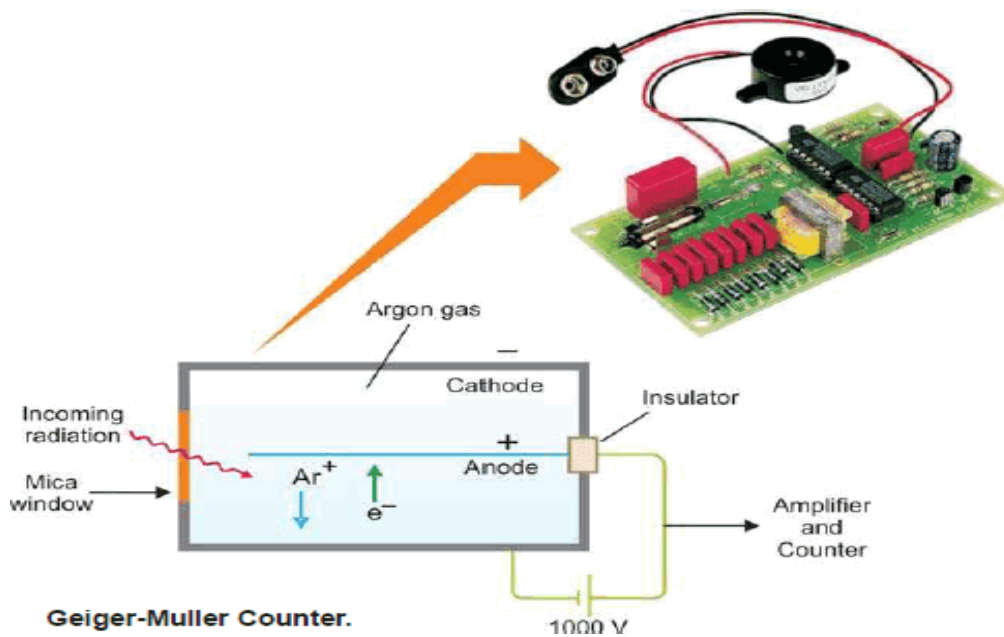 Argon gas
−
Cathode
Incoming
radiation
Insulator
+
Anode
Ar+
e−
Mica
window
Amplifier
and
Counter
Geiger-Muller Counter.
1000 V